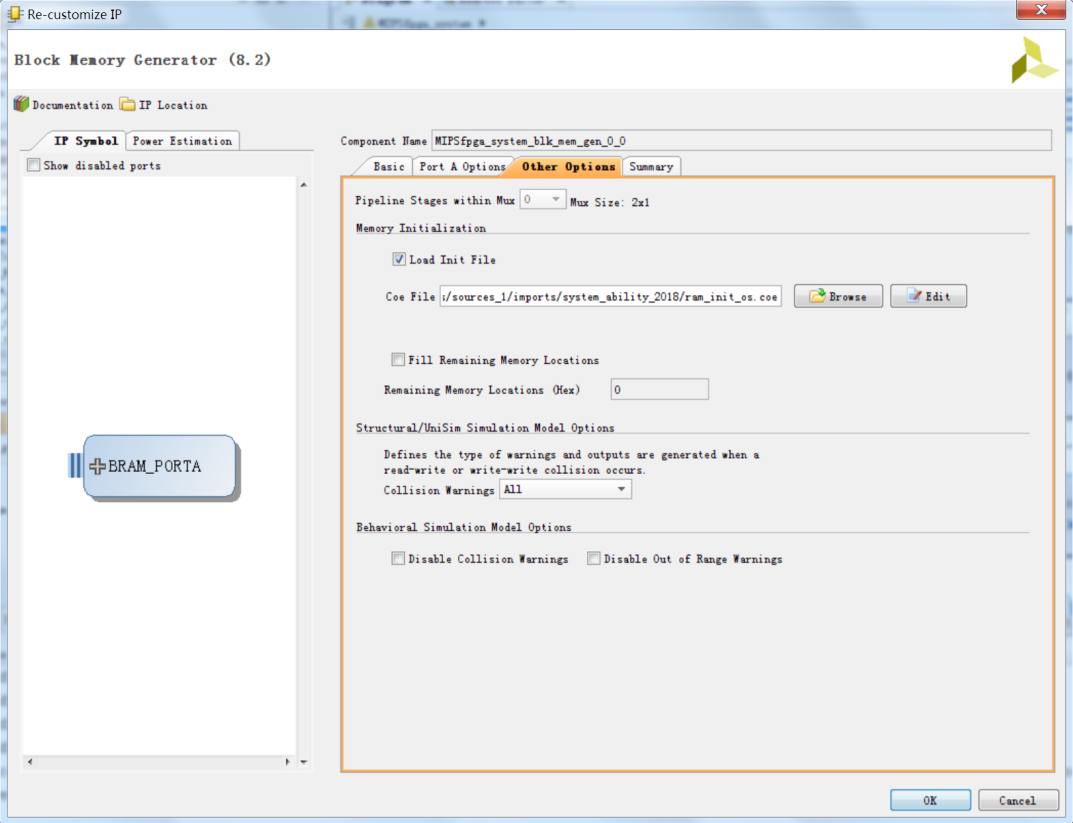 Re-customize IP
Block Memory Generator (8.2)
Documentation IP Location
IP Symbol Power Estimation
Show disabled ports
BRAM_PORTA
Component Name MIPSfpga_system_blk_mem_gen_0_0
Basic Port A Options Other Options Summary
Pipeline Stages within Mux 0 Mux Size: 2x1
Memory Initialization
Load Init File
Coe File :/sources_1/imports/system_ability_2018/ram_init_os.coe Browse Edit
Fill Remaining Memory Locations
Remaining Memory Locations (Hex) 0
Structural/UniSim Simulation Model Options
Defines the type of warnings and outputs are generated when a
read-write or write-write collision occurs.
Collision Warnings All
Behavioral Simulation Model Options
Disable Collision Warnings Disable Out of Range Warnings
OK Cancel